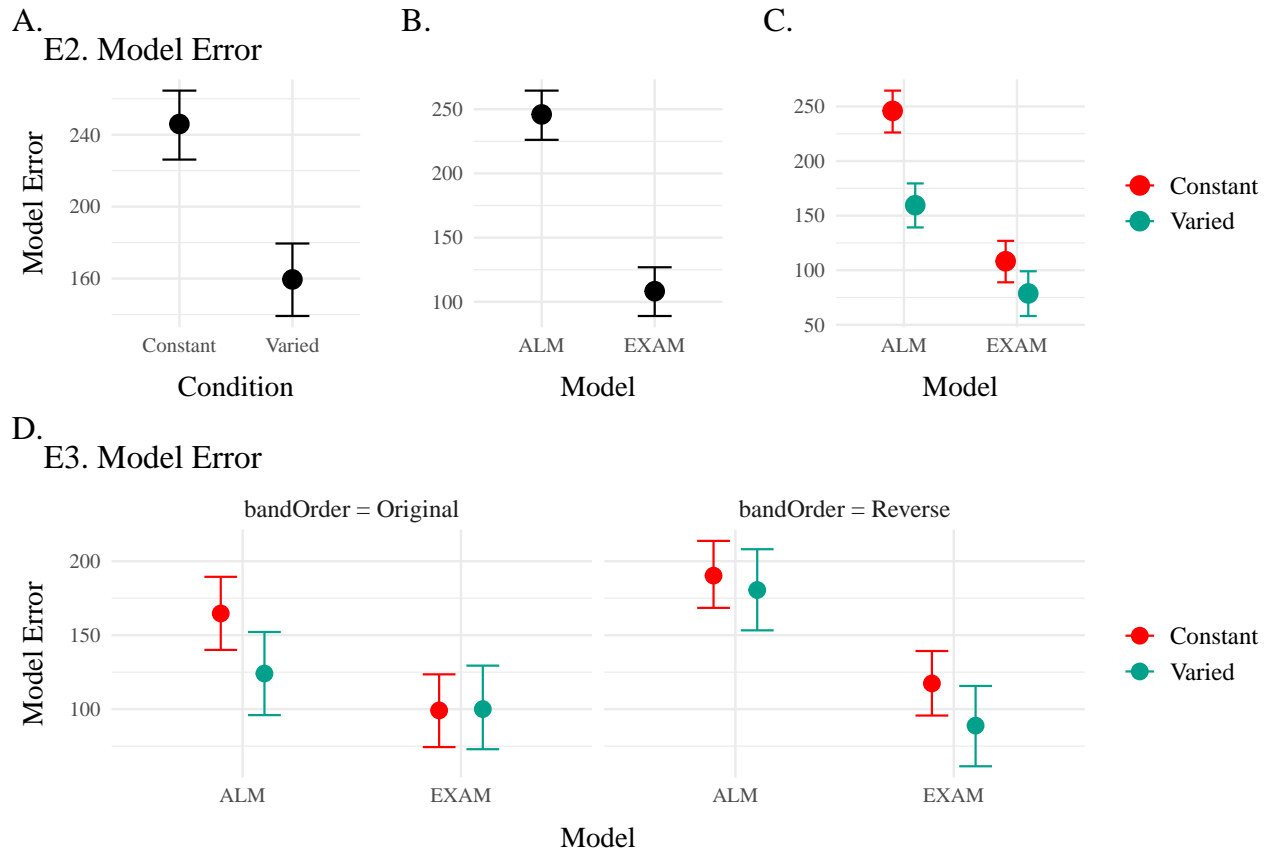 A.
B.
C.
E2. Model Error
Model Error
240
200
160
Constant
Varied
Condition
250
200
150
100
ALM
EXAM
Model
250
200
150
100
50
ALM
EXAM
Model
Constant
Varied
D.
E3. Model Error
bandOrder = Original
bandOrder = Reverse
Model Error
200
150
100
ALM
EXAM
ALM
EXAM
Model
Constant
Varied